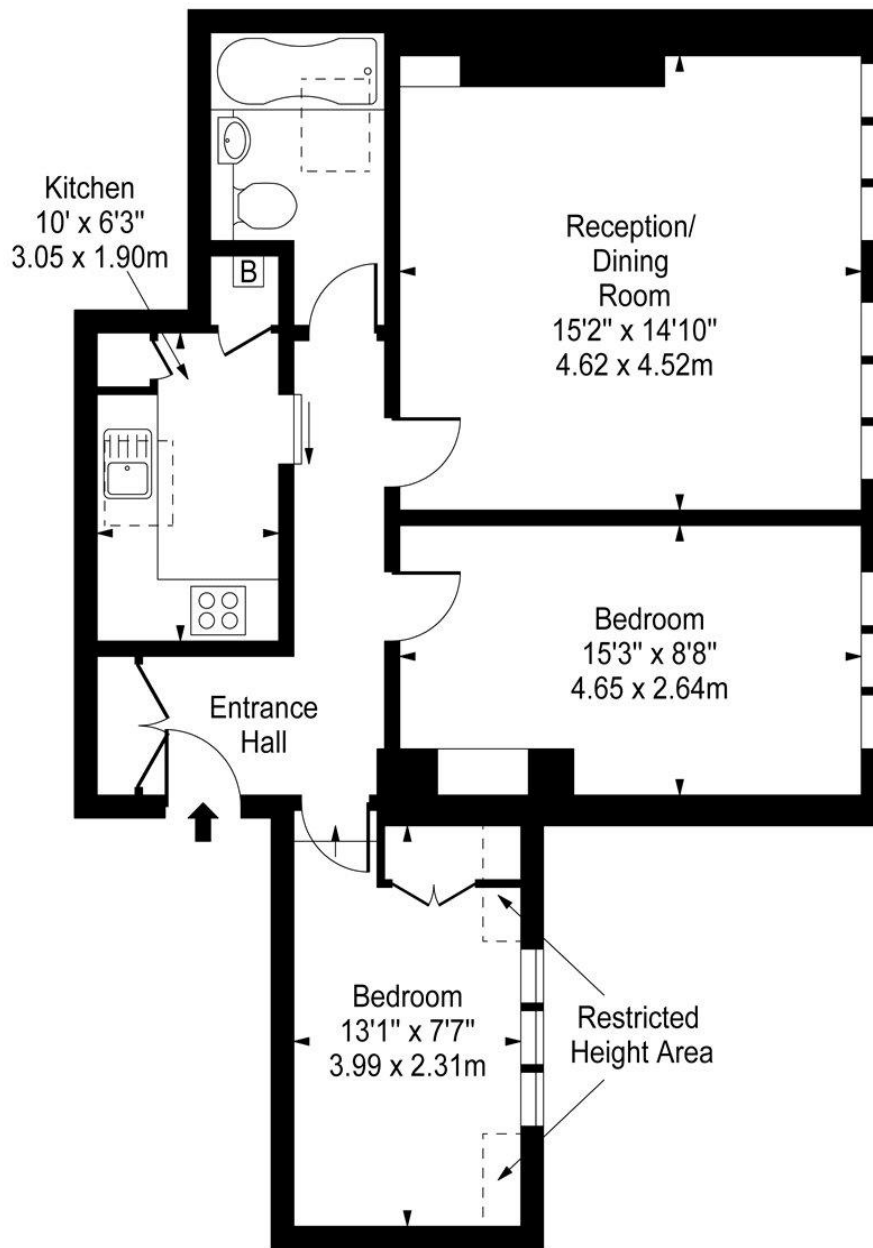 Kitchen
10' x 6'3"
3.05 x 1.90m
B
Reception/
Dining
Room
15'2" x 14'10"
4.62 x 4.52m
Bedroom
15'3" x 8'8"
4.65 x 2.64m
Entrance
Hall
Bedroom
13'1" x 7'7"
3.99 x 2.31m
Restricted
Height Area